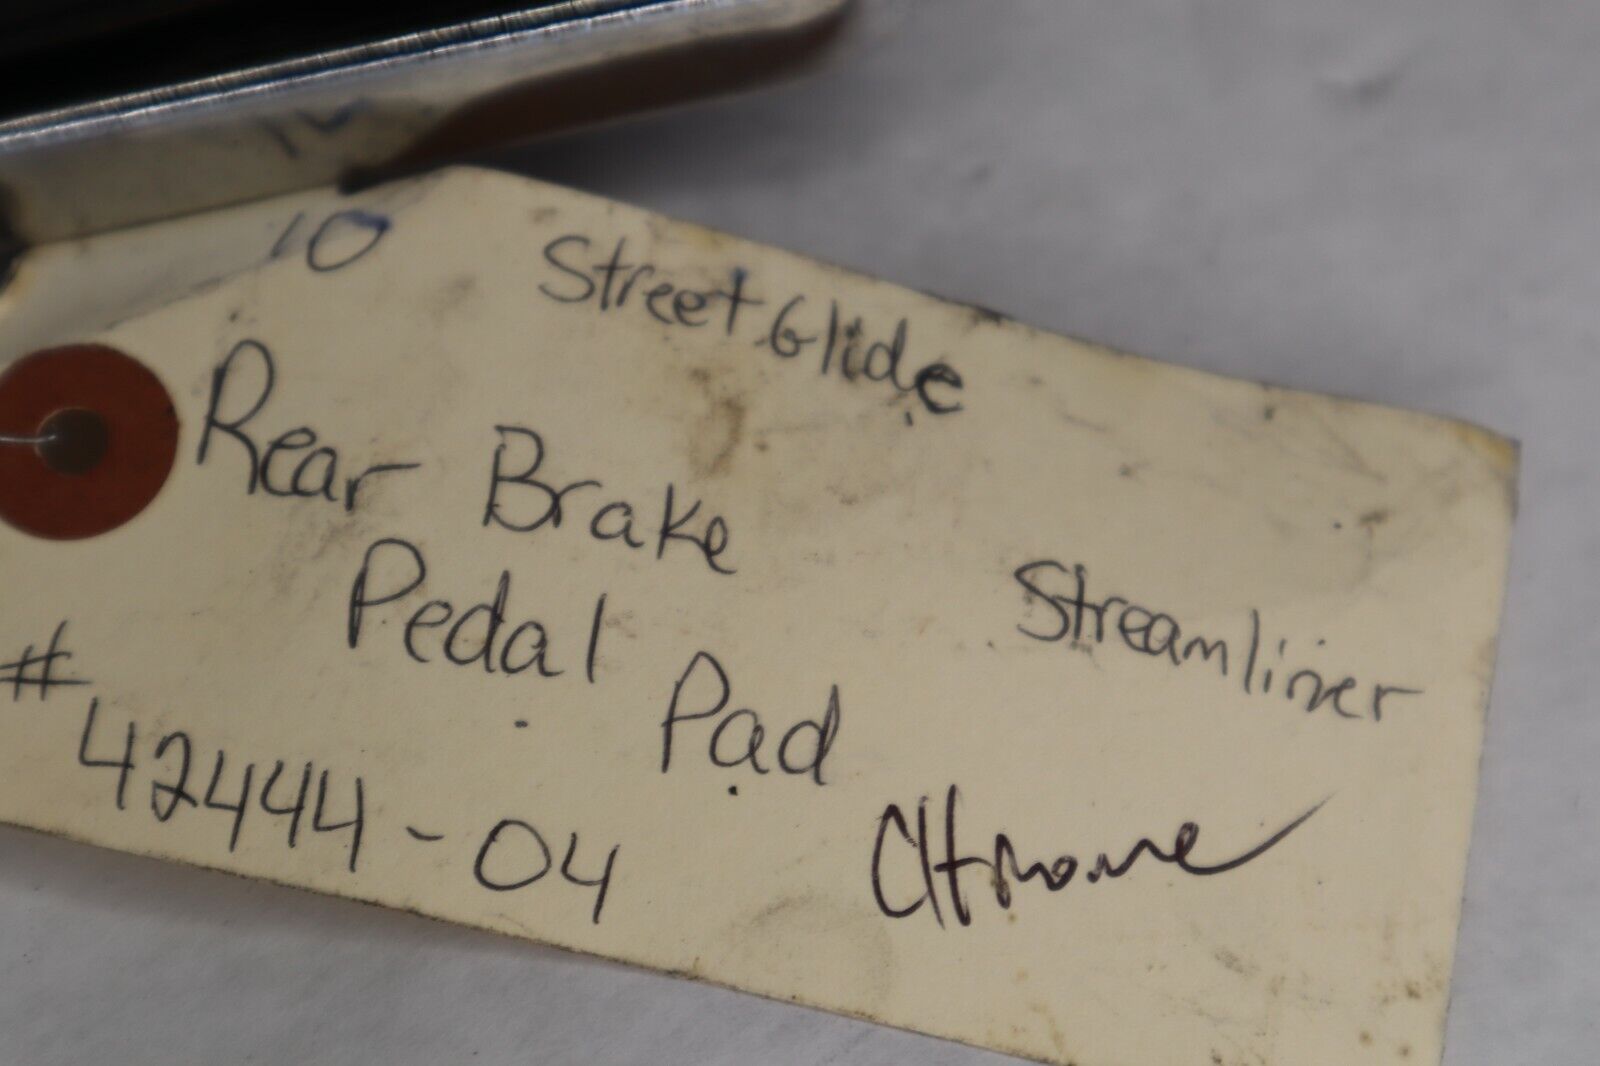 10 Street Glide
Rear Brake
Pedal Pad
Streamliner
# 42444-04
CHrome